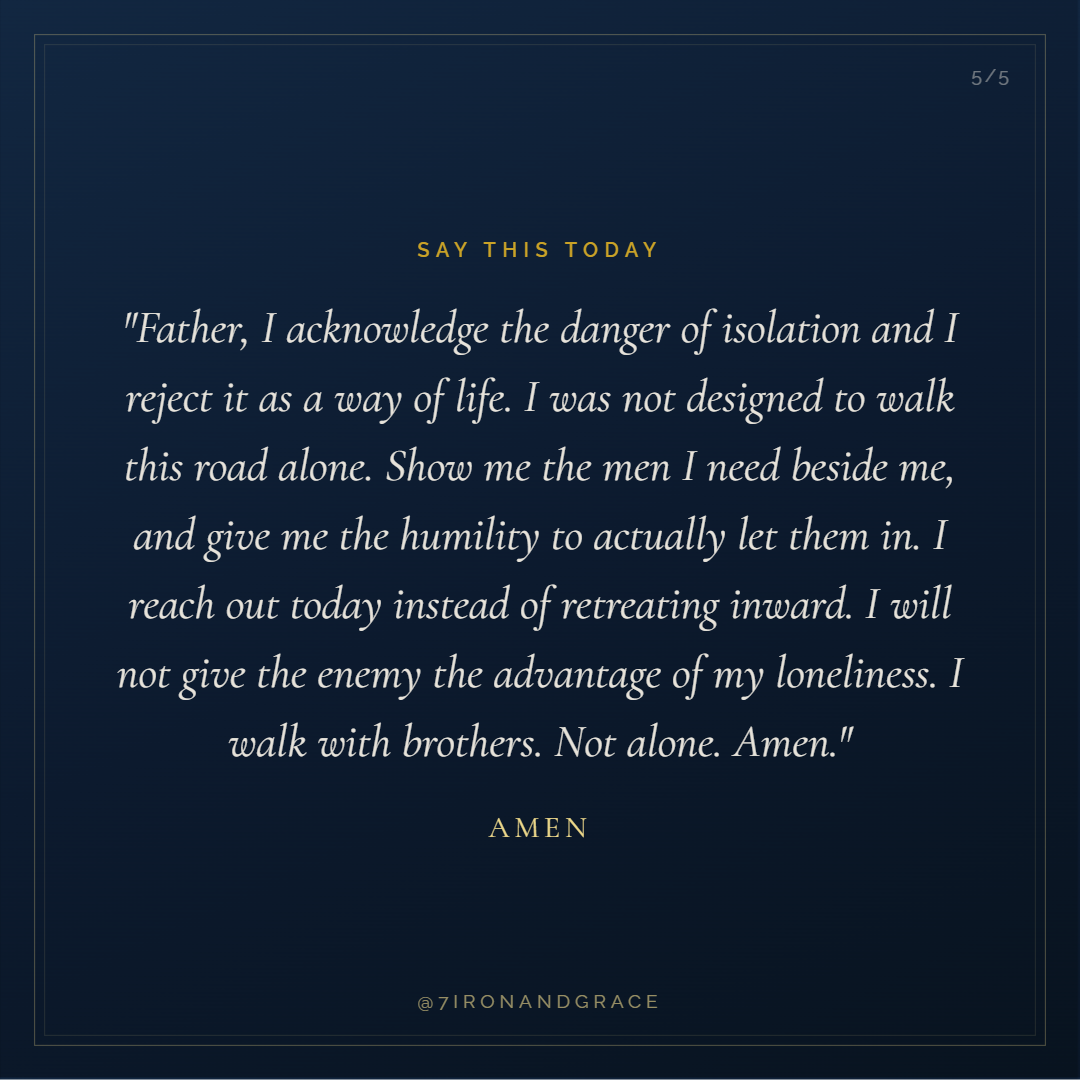 5/5
SAY THIS TODAY
"Father, I acknowledge the danger of isolation and I
reject it as a way of life. I was not designed to walk
this road alone. Show me the men I need beside me,
and give me the humility to actually let them in. I
reach out today instead of retreating inward. I will
not give the enemy the advantage of my loneliness. I
walk with brothers. Not alone. Amen."
AMEN
@7IRONANDGRACE